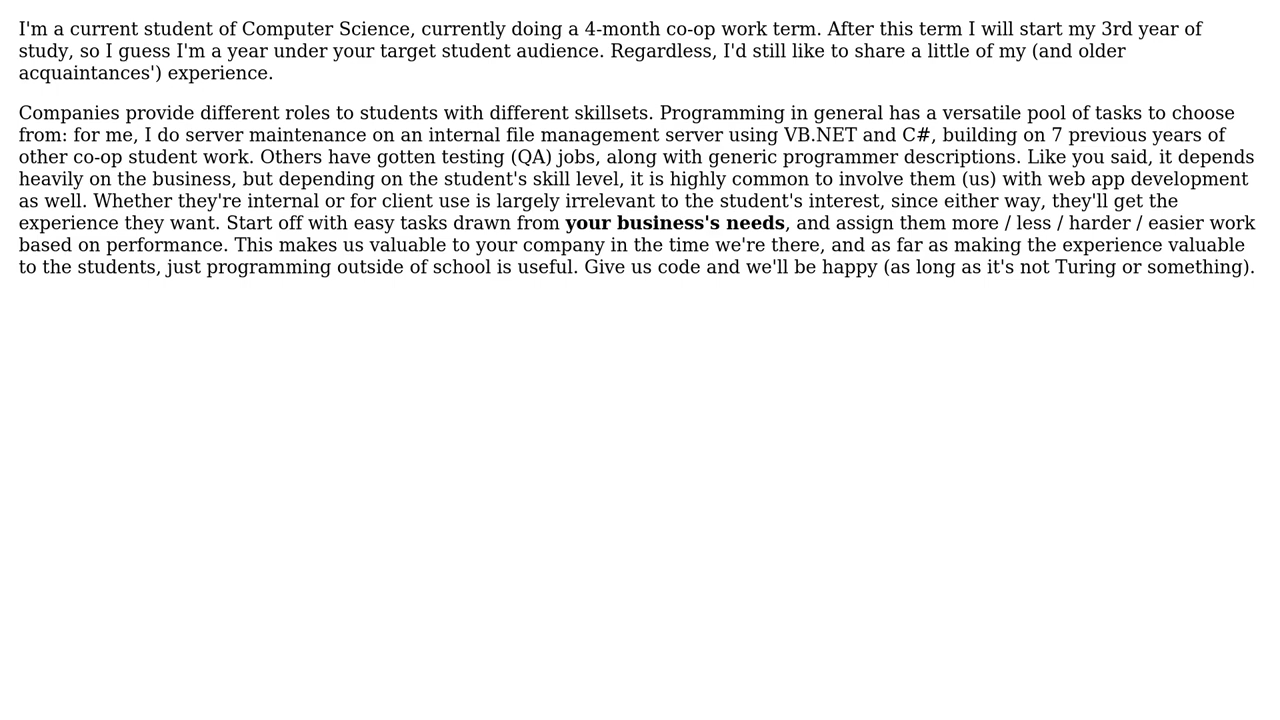 I'm a current student of Computer Science, currently doing a 4-month co-op work term. After this term I will start my 3rd year of
study, so I guess I'm a year under your target student audience. Regardless, I'd still like to share a little of my (and older
acquaintances') experience.
Companies provide different roles to students with different skillsets. Programming in general has a versatile pool of tasks to choose
from: for me, I do server maintenance on an internal file management server using VB.NET and C#, building on 7 previous years of
other co-op student work. Others have gotten testing (QA) jobs, along with generic programmer descriptions. Like you said, it depends
heavily on the business, but depending on the student's skill level, it is highly common to involve them (us) with web app development
as well. Whether they're internal or for client use is largely irrelevant to the student's interest, since either way, they'll get the
experience they want. Start off with easy tasks drawn from your business's needs, and assign them more / less / harder / easier work
based on performance. This makes us valuable to your company in the time we're there, and as far as making the experience valuable
to the students, just programming outside of school is useful. Give us code and we'll be happy (as long as it's not Turing or something).